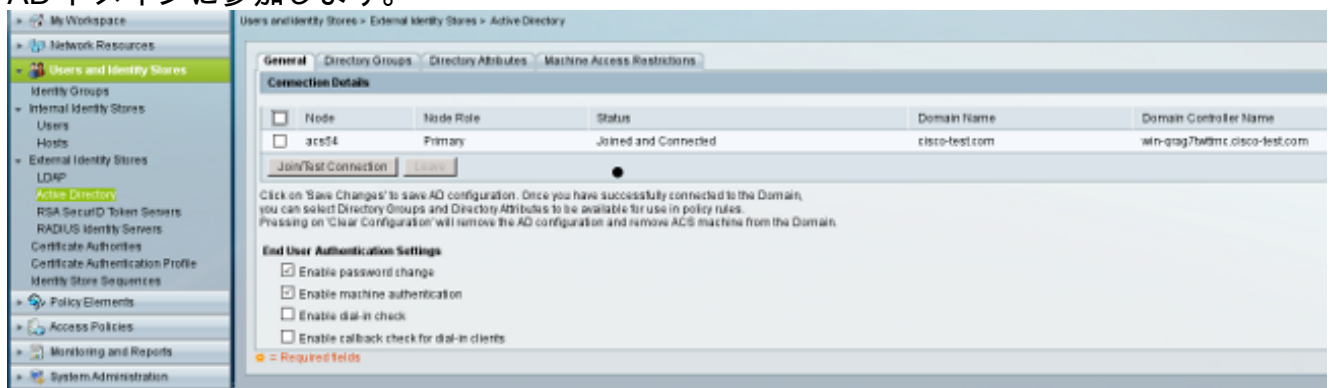 AD ドメインに参加します。
My Workspace
Network Resources
Users and Identity Stores
Identity Groups
Internal Identity Stores
Users
Hosts
External Identity Stores
LDAP
Active Directory
RSA SecurID Token Servers
RADIUS Identity Servers
Certificate Authorities
Certificate Authentication Profile
Identity Store Sequences
Policy Elements
Access Policies
Monitoring and Reports
System Administration
Users and Identity Stores > External Identity Stores > Active Directory
General Directory Groups Directory Attributes Machine Access Restrictions
Connection Details
Node Node Role Status Domain Name Domain Controller Name
acs54 Primary Joined and Connected cisco-test.com
Join/Test Connection Leave
Click on 'Save Changes' to save AD configuration. Once you have successfully connected to the Domain,
you can select Directory Groups and Directory Attributes to be available for use in policy rules.
Pressing on 'Clear Configuration' will remove the AD configuration and remove ACS machine from the Domain.
End User Authentication Settings
Enable password change
Enable machine authentication
Enable dial-in check
Enable callback check for dial-in clients
= Required fields